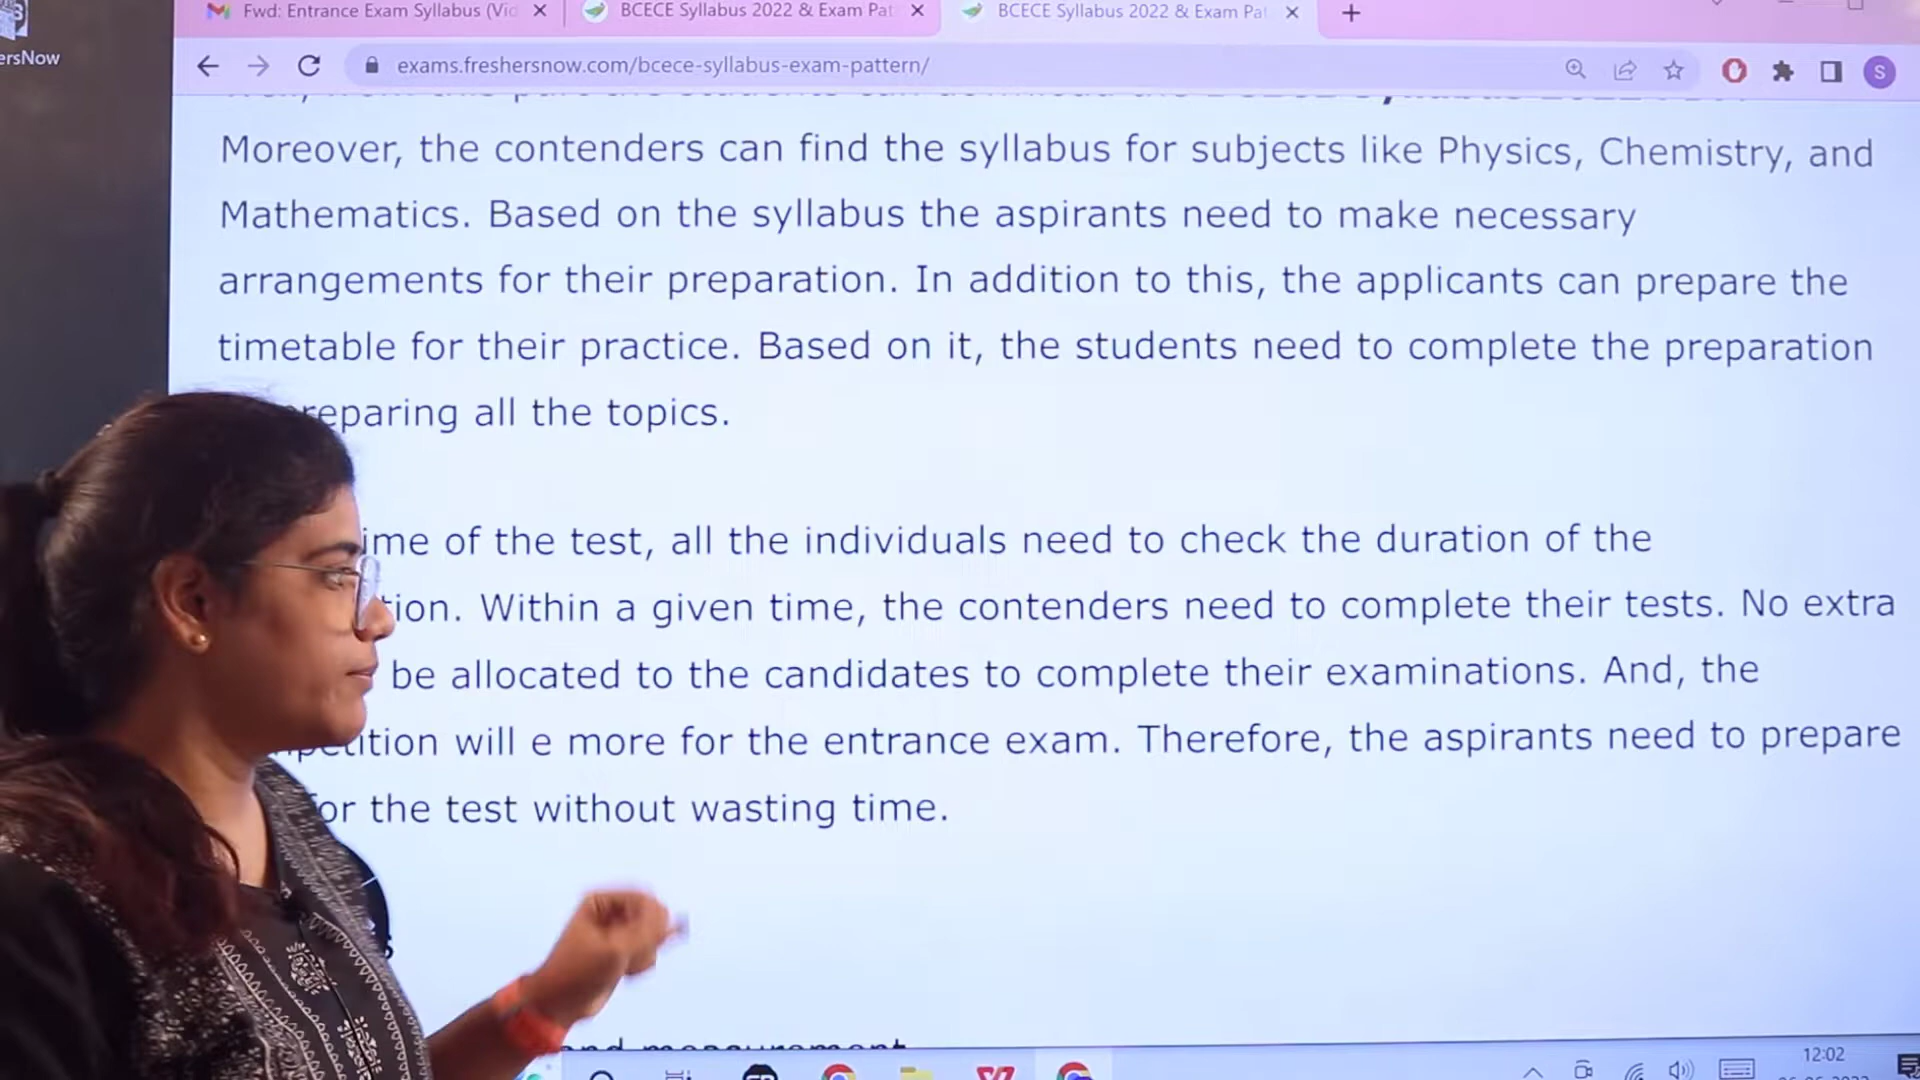 ersNow
Fwd: Entrance Exam Syllabus (Vic
BCECE Syllabus 2022 & Exam Pat
BCECE Syllabus 2022 & Exam Pat
exams.freshersnow.com/bcece-syllabus-exam-pattern/
S
Moreover, the contenders can find the syllabus for subjects like Physics, Chemistry, and
Mathematics. Based on the syllabus the aspirants need to make necessary
arrangements for their preparation. In addition to this, the applicants can prepare the
timetable for their practice. Based on it, the students need to complete the preparation
reparing all the topics.
ime of the test, all the individuals need to check the duration of the
tion. Within a given time, the contenders need to complete their tests. No extra
be allocated to the candidates to complete their examinations. And, the
petition will e more for the entrance exam. Therefore, the aspirants need to prepare
or the test without wasting time.
s
and measurement
12:02